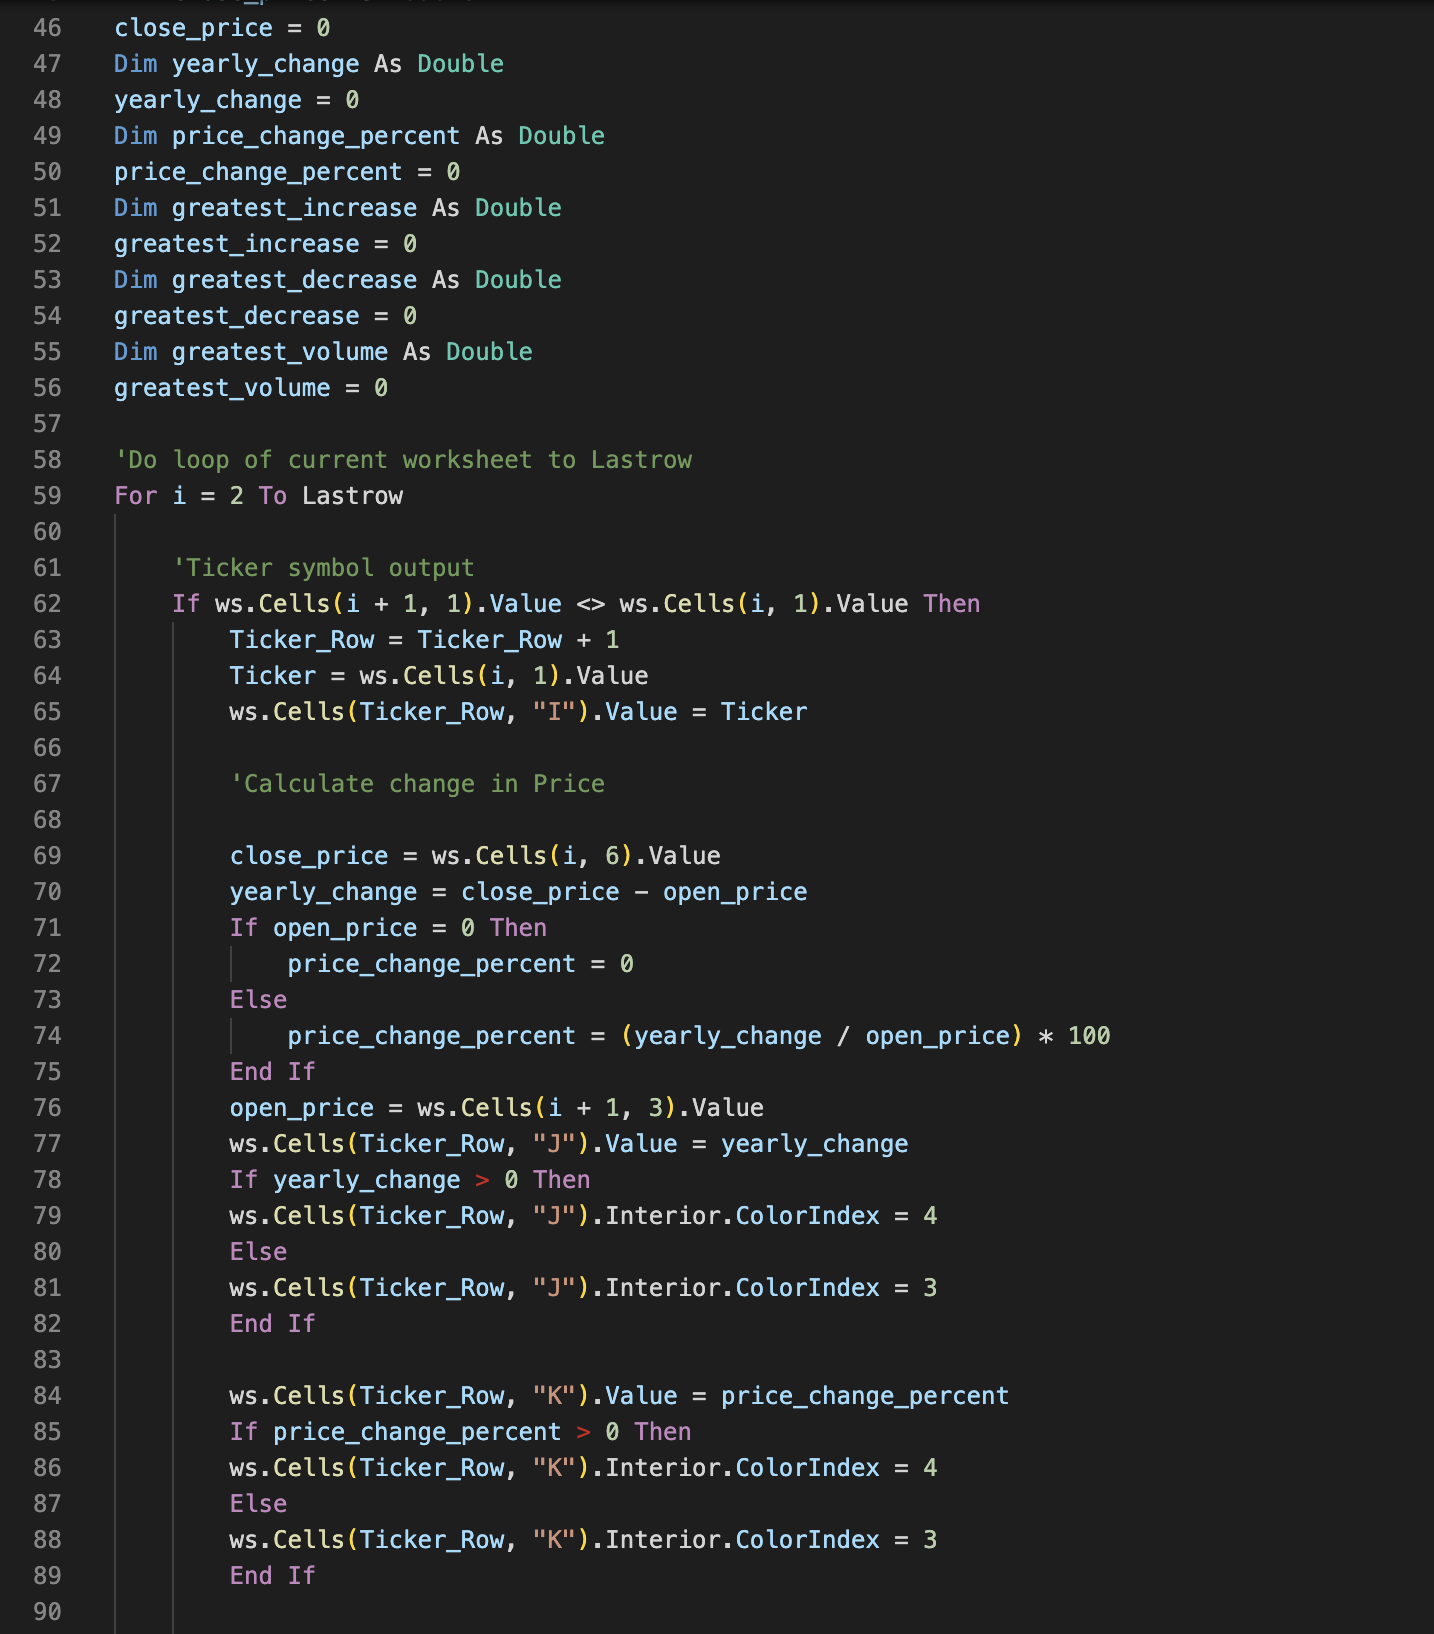 46 close_price = 0
47 Dim yearly_change As Double
48 yearly_change = 0
49 Dim price_change_percent As Double
50 price_change_percent = 0
51 Dim greatest_increase As Double
52 greatest_increase = 0
53 Dim greatest_decrease As Double
54 greatest_decrease = 0
55 Dim greatest_volume As Double
56 greatest_volume = 0
57
58 'Do loop of current worksheet to Lastrow
59 For i = 2 To Lastrow
60
61 'Ticker symbol output
62 If ws.Cells(i + 1, 1).Value <> ws.Cells(i, 1).Value Then
63 Ticker_Row = Ticker_Row + 1
64 Ticker = ws.Cells(i, 1).Value
65 ws.Cells(Ticker_Row, "I").Value = Ticker
66
67 'Calculate change in Price
68
69 close_price = ws.Cells(i, 6).Value
70 yearly_change = close_price - open_price
71 If open_price = 0 Then
72 price_change_percent = 0
73 Else
74 price_change_percent = (yearly_change / open_price) * 100
75 End If
76 open_price = ws.Cells(i + 1, 3).Value
77 ws.Cells(Ticker_Row, "J").Value = yearly_change
78 If yearly_change > 0 Then
79 ws.Cells(Ticker_Row, "J").Interior.ColorIndex = 4
80 Else
81 ws.Cells(Ticker_Row, "J").Interior.ColorIndex = 3
82 End If
83
84 ws.Cells(Ticker_Row, "K").Value = price_change_percent
85 If price_change_percent > 0 Then
86 ws.Cells(Ticker_Row, "K").Interior.ColorIndex = 4
87 Else
88 ws.Cells(Ticker_Row, "K").Interior.ColorIndex = 3
89 End If
90